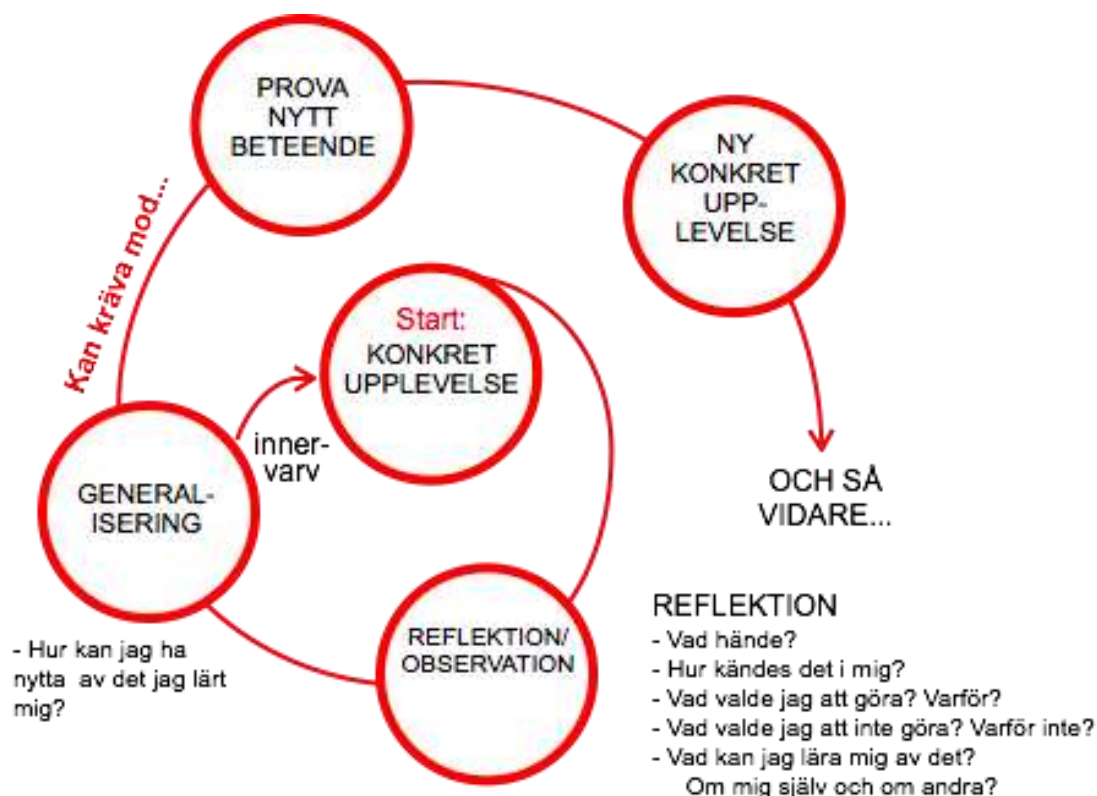 PROVA
NYTT
BETEENDE
NY
KONKRET
UPP-
LEVELSE
Kan kräva mod...
Start:
KONKRET
UPPLEVELSE
inner-
varv
GENERAL-
ISERING
OCH SÅ
VIDARE...
REFLEKTION/
OBSERVATION
- Hur kan jag ha
nytta av det jag lärt
mig?
REFLEKTION
- Vad hände?
- Hur kändes det i mig?
- Vad valde jag att göra? Varför?
- Vad valde jag att inte göra? Varför inte?
- Vad kan jag lära mig av det?
Om mig själv och om andra?